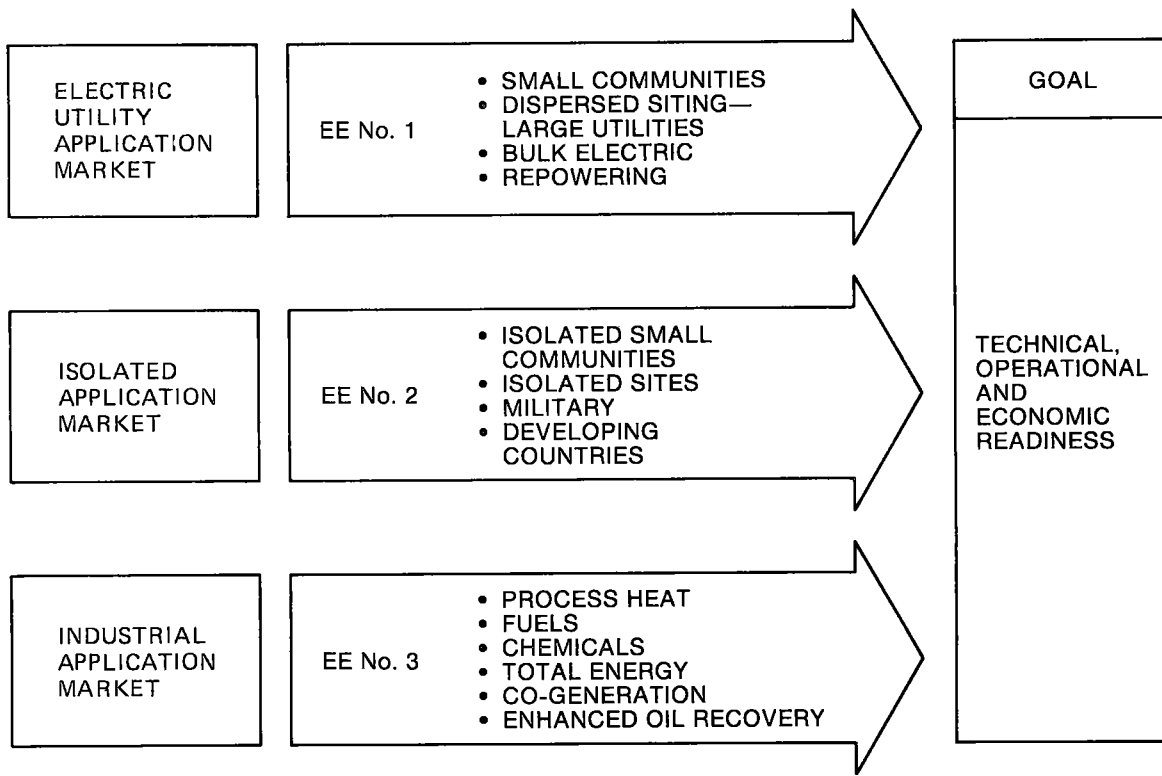 ELECTRIC
UTILITY
APPLICATION
MARKET
EE No. 1
• SMALL COMMUNITIES
• DISPERSED SITING—
LARGE UTILITIES
• BULK ELECTRIC
• REPOWERING
ISOLATED
APPLICATION
MARKET
EE No. 2
• ISOLATED SMALL
COMMUNITIES
• ISOLATED SITES
• MILITARY
• DEVELOPING
COUNTRIES
INDUSTRIAL
APPLICATION
MARKET
EE No. 3
• PROCESS HEAT
• FUELS
• CHEMICALS
• TOTAL ENERGY
• CO-GENERATION
• ENHANCED OIL RECOVERY
GOAL
TECHNICAL,
OPERATIONAL
AND
ECONOMIC
READINESS